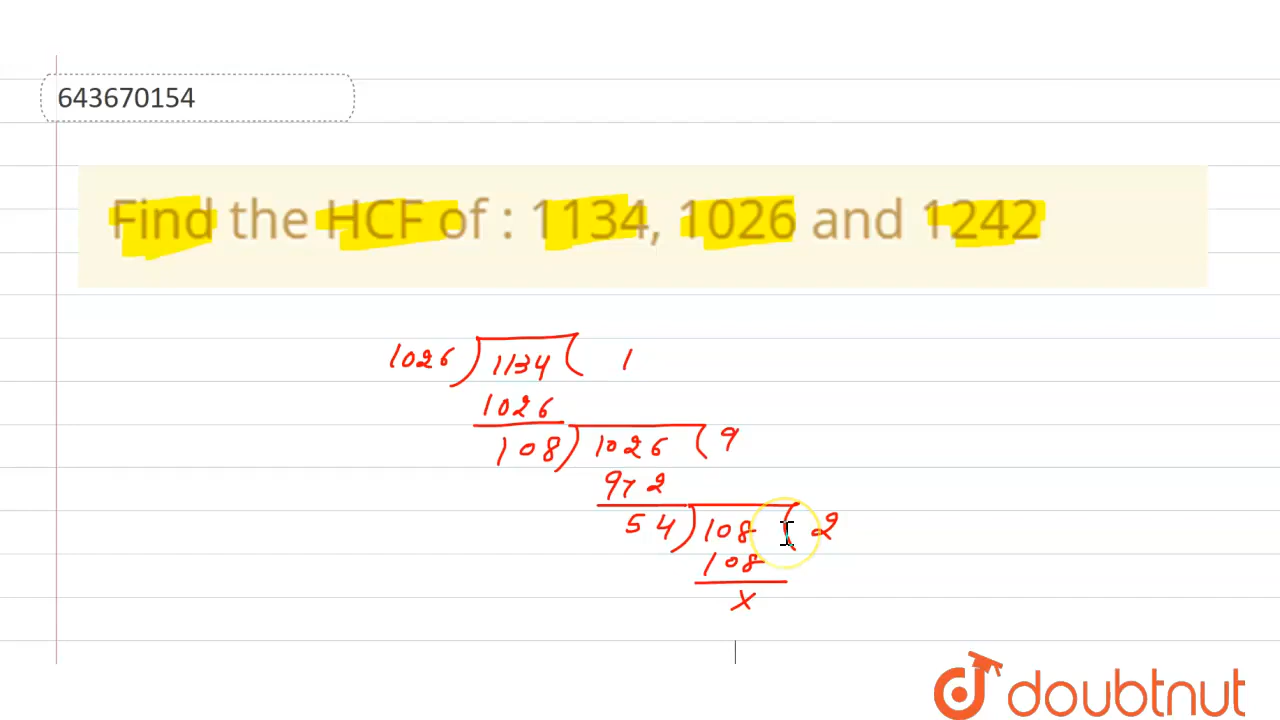 643670154
Find the HCF of : 1134, 1026 and 1242
1026 ) 1134 ( 1
1026
108 ) 1026 ( 9
972
54 ) 108 ( 2
108
x
doubtnut